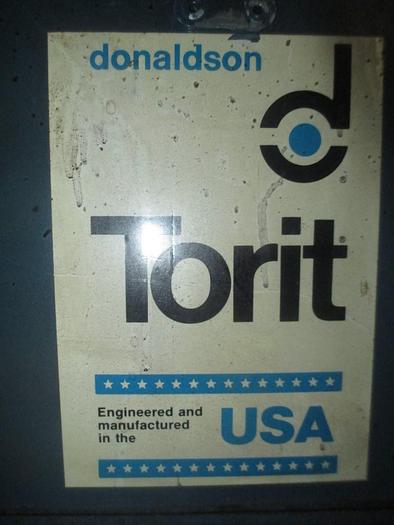 donaldson
Torit
Engineered and
manufactured
in the
USA